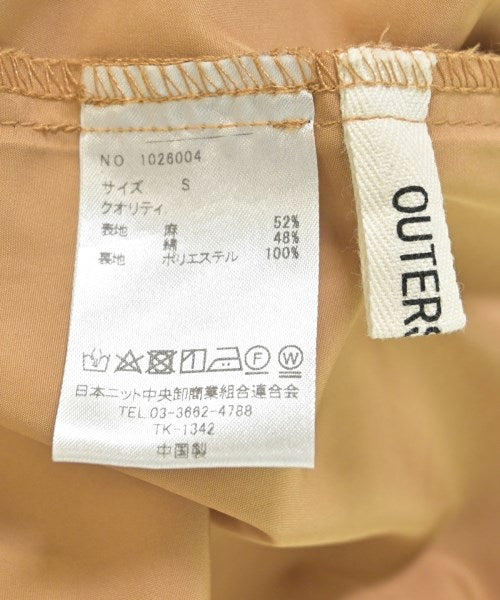 NO 1026004
サイズ S
クオリティ
表地 麻 52%
綿 48%
裏地 ポリエステル 100%
F W
日本ニット中央卸商業組合連合会
TEL.03-3662-4788
TK-1342
中国製
OUTERS